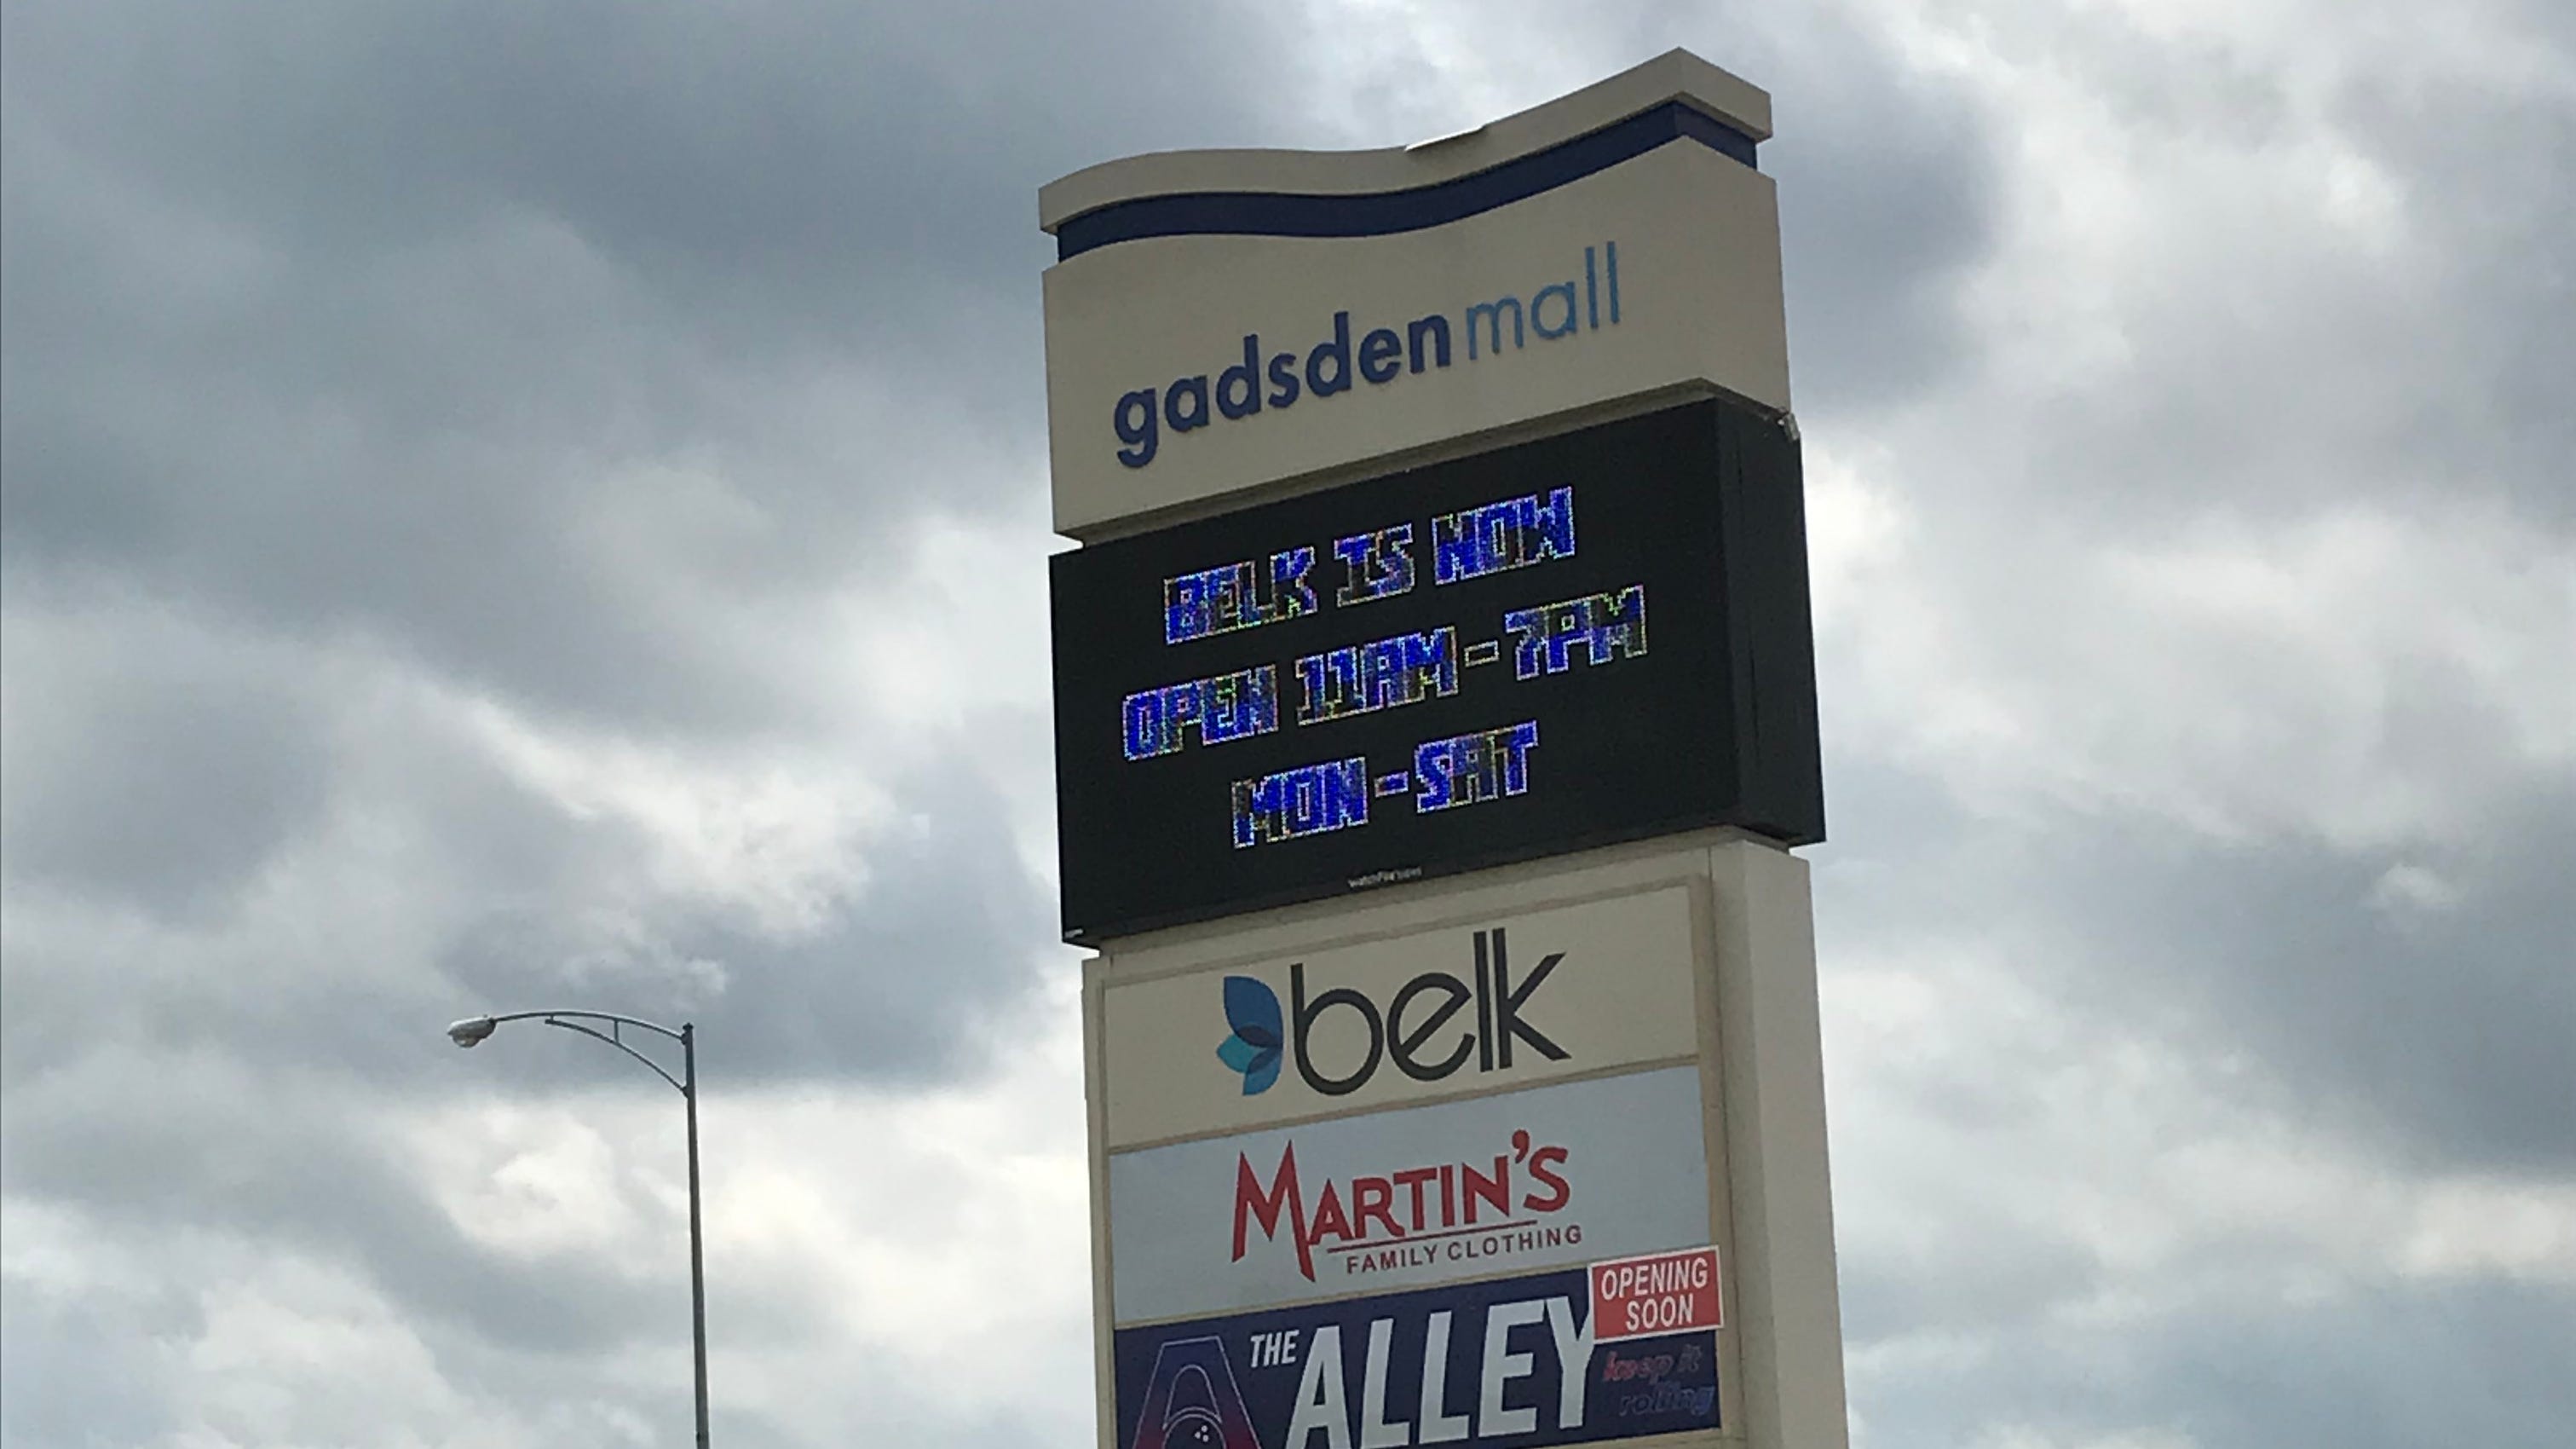 gadsden mall
BELK IS NOW
OPEN 11AM-7PM
MON-SAT
belk
MARTIN'S
FAMILY CLOTHING
OPENING
SOON
THE ALLEY
keep it
rolling